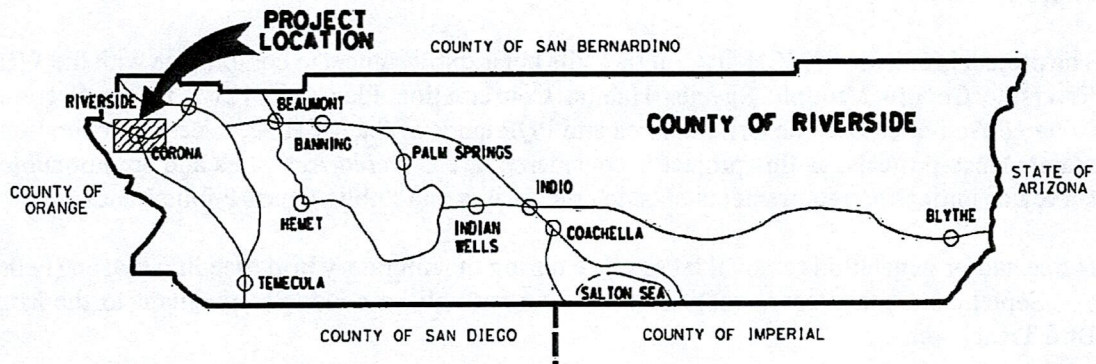 PROJECT
LOCATION
COUNTY OF SAN BERNARDINO
RIVERSIDE
BEAUMONT
COUNTY OF RIVERSIDE
CORONA
BANNING
PALM SPRINGS
COUNTY OF
ORANGE
STATE OF
ARIZONA
INDIO
HEMET
INDIAN
WELLS
COACHELLA
BLYTHE
TEMECULA
SALTON SEA
COUNTY OF SAN DIEGO
COUNTY OF IMPERIAL